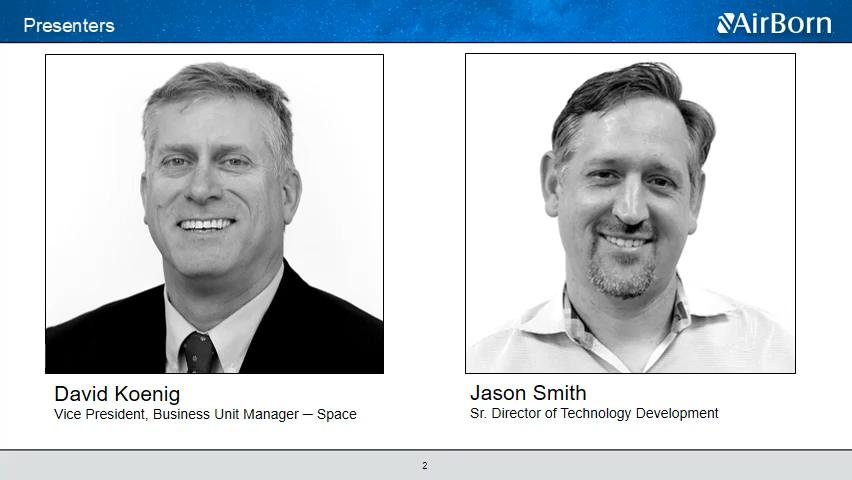 Presenters
AirBorn
David Koenig
Vice President, Business Unit Manager ─ Space
Jason Smith
Sr. Director of Technology Development
2